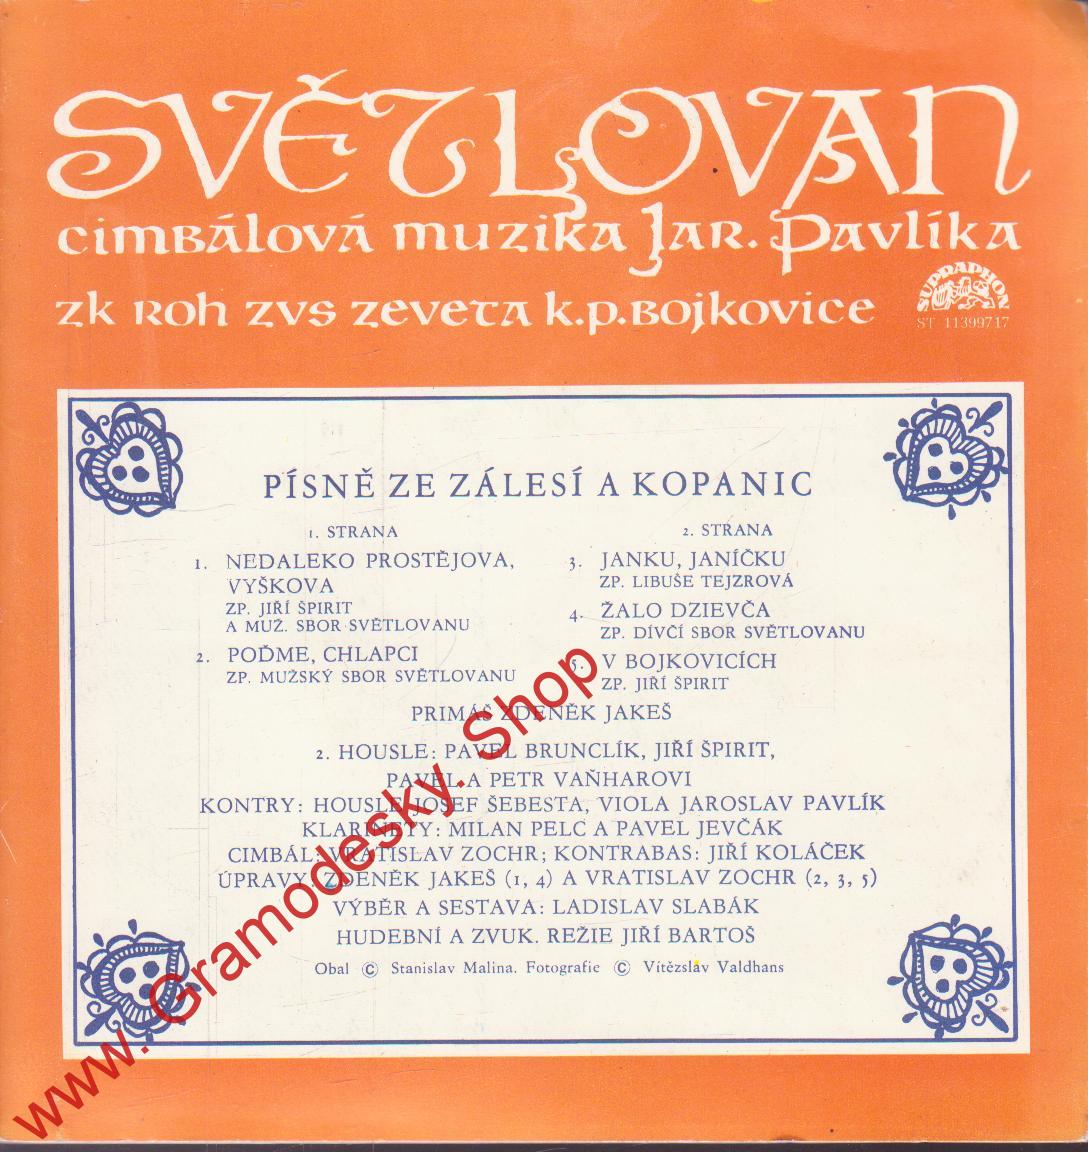 SVĚTLOVAN
cimbálová muzika Jar. Pavlíka
zk roh zvs zeveta k.p. Bojkovice
SUPRAPHON
ST 11399717
PÍSNĚ ZE ZÁLESÍ A KOPANIC
1. STRANA
1. NEDALEKO PROSTĚJOVA,
VYŠKOVA
ZP. JIŘÍ ŠPIRIT
A MUŽ. SBOR SVĚTLOVANU
2. POĎME, CHLAPCI
ZP. MUŽSKÝ SBOR SVĚTLOVANU
2. STRANA
3. JANKU, JANÍČKU
ZP. LIBUŠE TEJZROVÁ
4. ŽALO DZIEVČA
ZP. DÍVČÍ SBOR SVĚTLOVANU
5. V BOJKOVICÍCH
ZP. JIŘÍ ŠPIRIT
PRIMÁŠ ZDENĚK JAKEŠ
2. HOUSLE: PAVEL BRUNCLÍK, JIŘÍ ŠPIRIT,
PAVEL A PETR VAŇHAROVI
KONTRY: HOUSLE JOSEF ŠEBESTA, VIOLA JAROSLAV PAVLÍK
KLARINETY: MILAN PELC A PAVEL JEVČÁK
CIMBÁL: VRATISLAV ZOCHR; KONTRABAS: JIŘÍ KOLÁČEK
ÚPRAVY: ZDENĚK JAKEŠ (1, 4) A VRATISLAV ZOCHR (2, 3, 5)
VÝBĚR A SESTAVA: LADISLAV SLABÁK
HUDEBNÍ A ZVUK. REŽIE JIŘÍ BARTOŠ
Obal © Stanislav Malina. Fotografie © Vítězslav Valdhans
www. Gramodesky. Shop